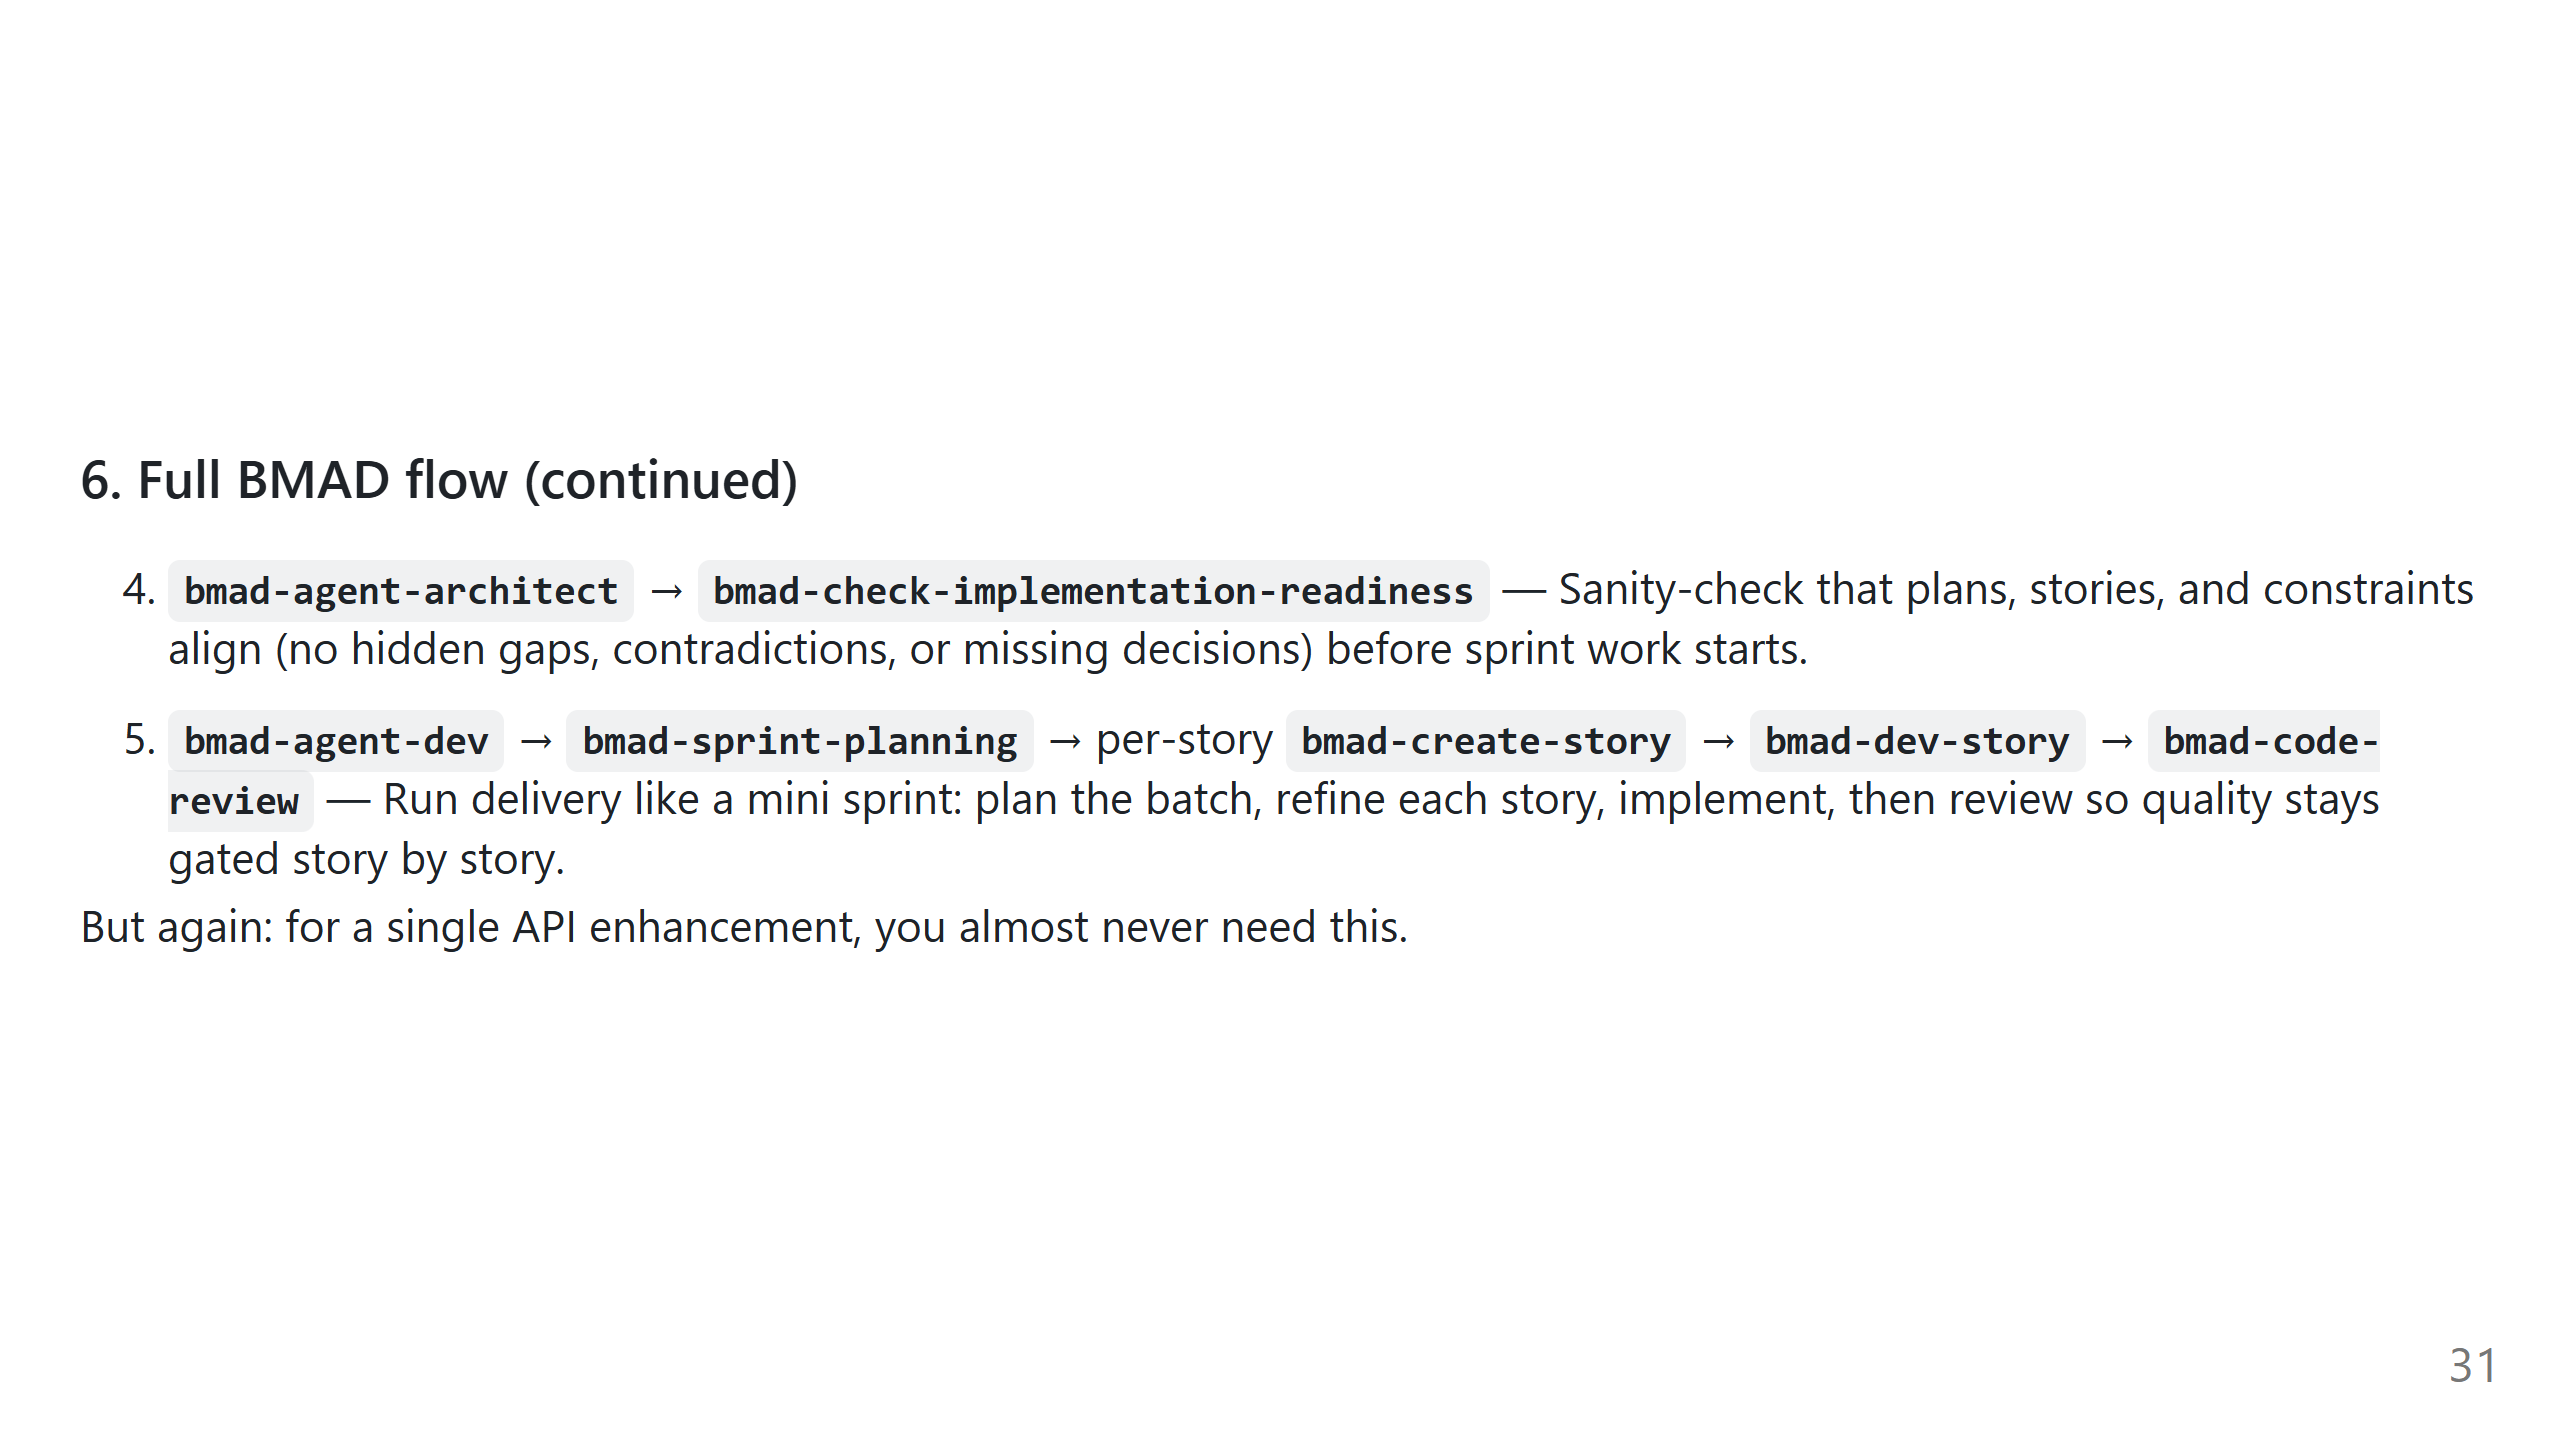 6. Full BMAD flow (continued)
4. bmad-agent-architect → bmad-check-implementation-readiness — Sanity-check that plans, stories, and constraints
align (no hidden gaps, contradictions, or missing decisions) before sprint work starts.
5. bmad-agent-dev → bmad-sprint-planning → per-story bmad-create-story → bmad-dev-story → bmad-code-
review — Run delivery like a mini sprint: plan the batch, refine each story, implement, then review so quality stays
gated story by story.
But again: for a single API enhancement, you almost never need this.
31